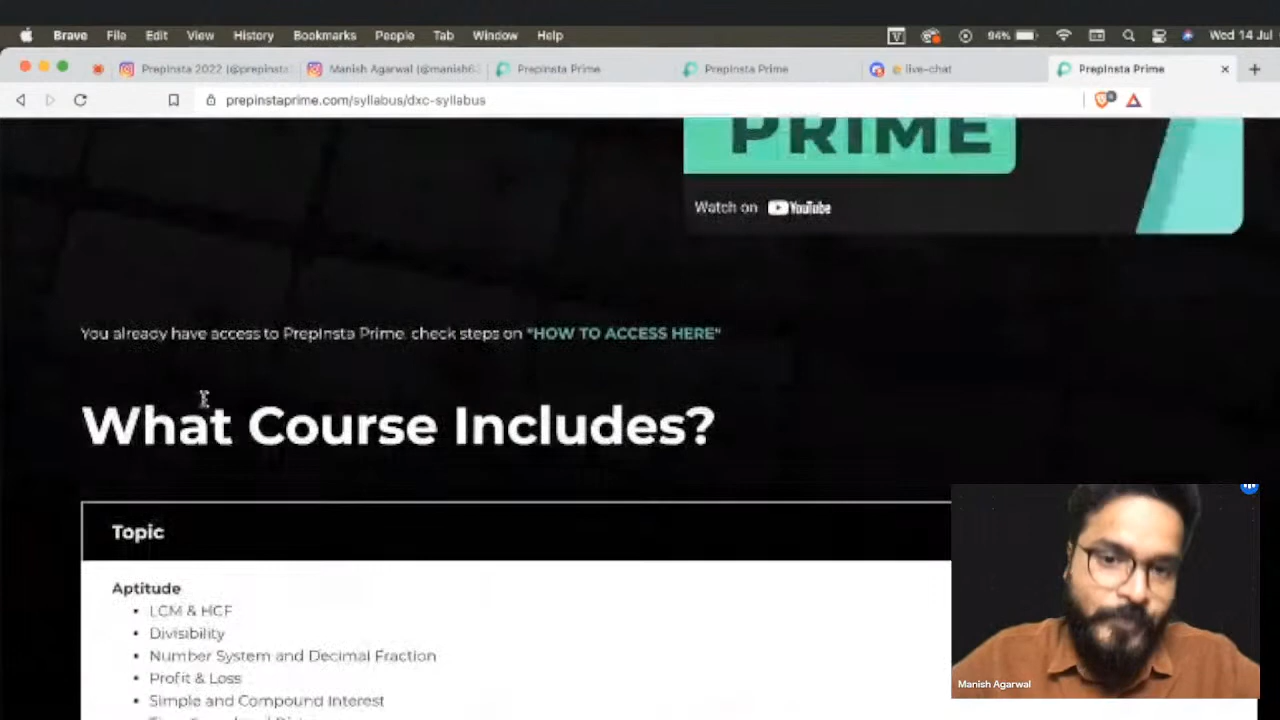 Brave File Edit View History Bookmarks People Tab Window Help 94% Wed 14 Jul
PrepInsta 2022 (@prepinsta Manish Agarwal (@manish6 PrepInsta Prime PrepInsta Prime live-chat PrepInsta Prime
prepinstaprime.com/syllabus/dxc-syllabus
PRIME
Watch on YouTube
You already have access to PrepInsta Prime, check steps on "HOW TO ACCESS HERE"
What Course Includes?
Topic
Aptitude
• LCM & HCF
• Divisibility
• Number System and Decimal Fraction
• Profit & Loss
• Simple and Compound Interest
Manish Agarwal